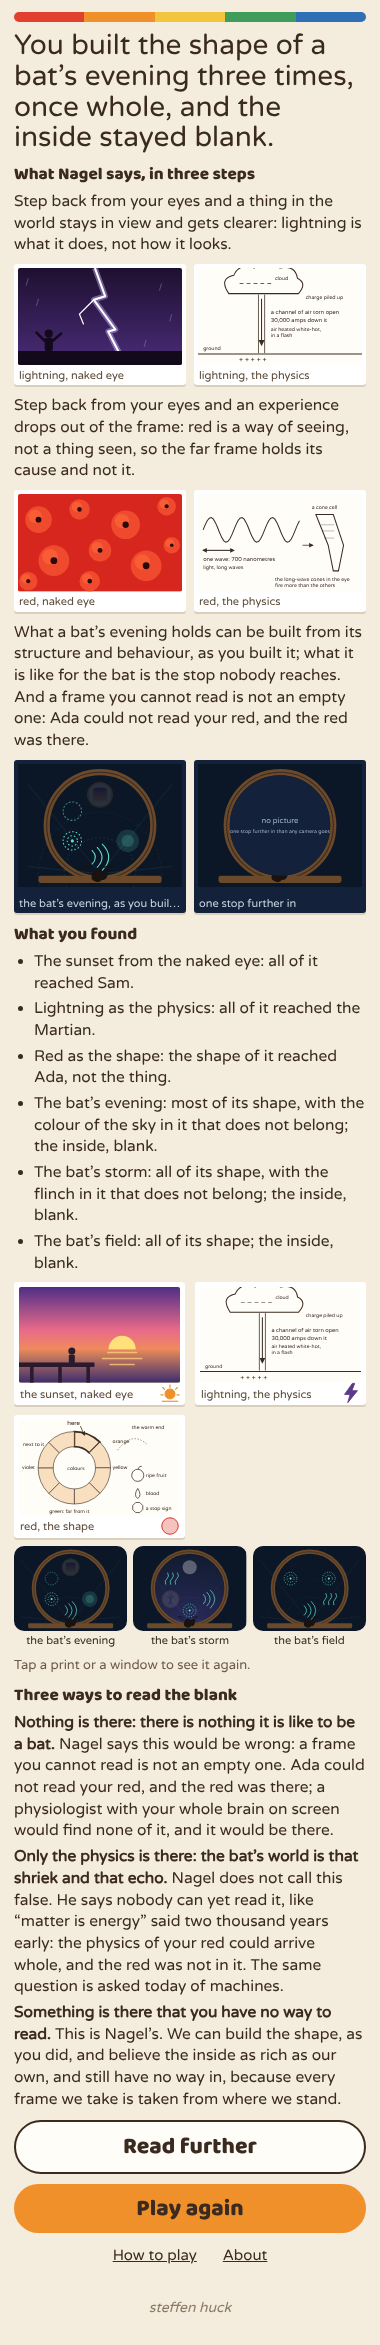 You built the shape of a
bat’s evening three times,
once whole, and the
inside stayed blank.
What Nagel says, in three steps
Step back from your eyes and a thing in the
world stays in view and gets clearer: lightning is
what it does, not how it looks.
cloud
charge piled up
a channel of air torn open
30,000 amps down it
air heated white-hot,
in a flash
ground
+ + + + +
lightning, naked eye
lightning, the physics
Step back from your eyes and an experience
drops out of the frame: red is a way of seeing,
not a thing seen, so the far frame holds its
cause and not it.
a cone cell
one wave: 700 nanometres
light, long waves
the long-wave cones in the eye
fire more than the others
red, naked eye
red, the physics
What a bat’s evening holds can be built from its
structure and behaviour, as you built it; what it
is like for the bat is the stop nobody reaches.
And a frame you cannot read is not an empty
one: Ada could not read your red, and the red
was there.
no picture
one stop further in than any camera goes
the bat’s evening, as you buil…
one stop further in
What you found
• The sunset from the naked eye: all of it
reached Sam.
• Lightning as the physics: all of it reached the
Martian.
• Red as the shape: the shape of it reached
Ada, not the thing.
• The bat’s evening: most of its shape, with the
colour of the sky in it that does not belong;
the inside, blank.
• The bat’s storm: all of its shape, with the
flinch in it that does not belong; the inside,
blank.
• The bat’s field: all of its shape; the inside,
blank.
cloud
charge piled up
a channel of air torn open
30,000 amps down it
air heated white-hot,
in a flash
ground
+ + + + +
the sunset, naked eye
lightning, the physics
here
the warm end
next to it
orange
violet
colours
yellow
ripe fruit
blood
green: far from it
a stop sign
red, the shape
the bat’s evening
the bat’s storm
the bat’s field
Tap a print or a window to see it again.
Three ways to read the blank
Nothing is there: there is nothing it is like to be
a bat. Nagel says this would be wrong: a frame
you cannot read is not an empty one. Ada could
not read your red, and the red was there; a
physiologist with your whole brain on screen
would find none of it, and it would be there.
Only the physics is there: the bat’s world is that
shriek and that echo. Nagel does not call this
false. He says nobody can yet read it, like
“matter is energy” said two thousand years
early: the physics of your red could arrive
whole, and the red was not in it. The same
question is asked today of machines.
Something is there that you have no way to
read. This is Nagel’s. We can build the shape, as
you did, and believe the inside as rich as our
own, and still have no way in, because every
frame we take is taken from where we stand.
Read further
Play again
How to play About
steffen huck